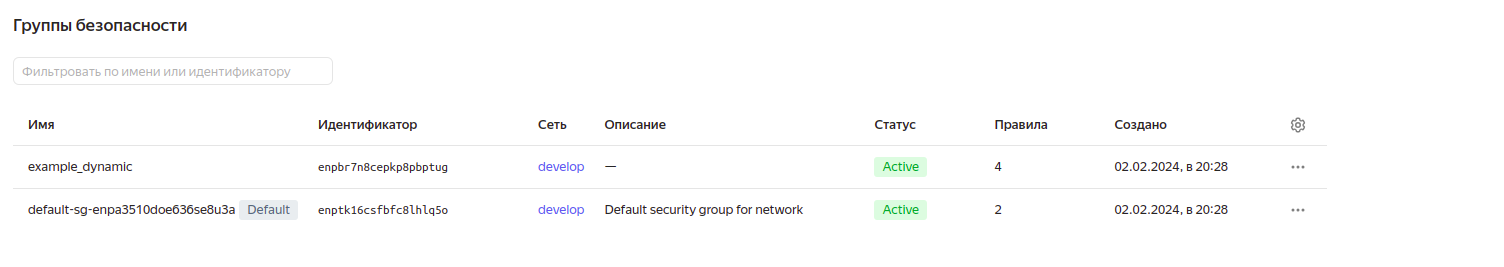 Группы безопасности
Фильтровать по имени или идентификатору
Имя Идентификатор Сеть Описание Статус Правила Создано
example_dynamic enpbr7n8cepkp8pbptug develop — Active 4 02.02.2024, в 20:28
default-sg-enpa3510doe636se8u3a Default enptk16csfbfc8lhlq5o develop Default security group for network Active 2 02.02.2024, в 20:28